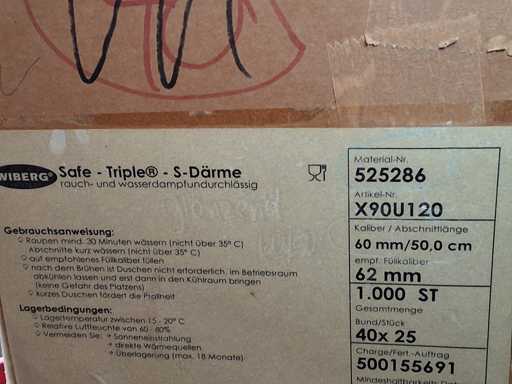 WIBERG®
Safe - Triple® - S-Därme
rauch- und wasserdampfundurchlässig
Gebrauchsanweisung:
Raupen mind. 30 Minuten wässern (nicht über 35° C)
Abschnitte kurz wässern (nicht über 35° C)
auf empfohlenes Füllkaliber füllen
nach dem Brühen ist Duschen nicht erforderlich, im Betriebsraum
abkühlen lassen und erst dann in den Kühlraum bringen
(keine Gefahr des Platzens)
kurzes Duschen fördert die Prallheit
Lagerbedingungen:
Lagertemperatur zwischen 15 - 20° C
Relative Luftfeuchte von 60 - 80%
Vermeiden Sie: + Sonneneinstrahlung
+ direkte Wärmequellen
+ Überlagerung (max. 18 Monate)
Material-Nr.
525286
Artikel-Nr.
X90U120
Kaliber / Abschnittlänge
60 mm/50,0 cm
empf. Füllkaliber
62 mm
1.000 ST
Gesamtmenge
Bund/Stück
40x 25
Charge/Fert.-Auftrag
500155691